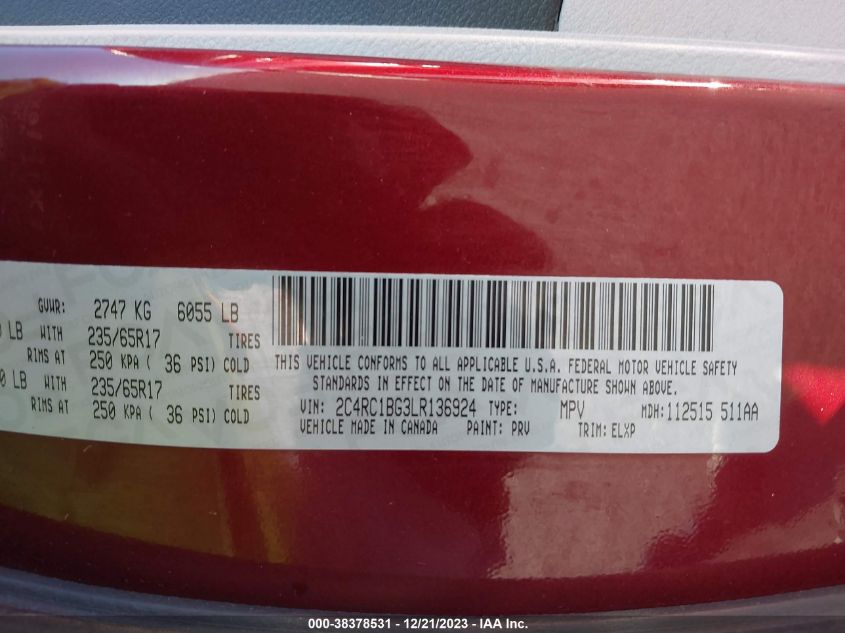 GVWR: 2747 KG 6055 LB
LB WITH 235/65R17 TIRES
RIMS AT 250 KPA ( 36 PSI) COLD
0 LB WITH 235/65R17 TIRES
RIMS AT 250 KPA ( 36 PSI) COLD
THIS VEHICLE CONFORMS TO ALL APPLICABLE U.S.A. FEDERAL MOTOR VEHICLE SAFETY
STANDARDS IN EFFECT ON THE DATE OF MANUFACTURE SHOWN ABOVE.
VIN: 2C4RC1BG3LR136924 TYPE: MPV MDH: 112515 511AA
VEHICLE MADE IN CANADA PAINT: PRV TRIM: ELXP
000-38378531 - 12/21/2023 - IAA Inc.